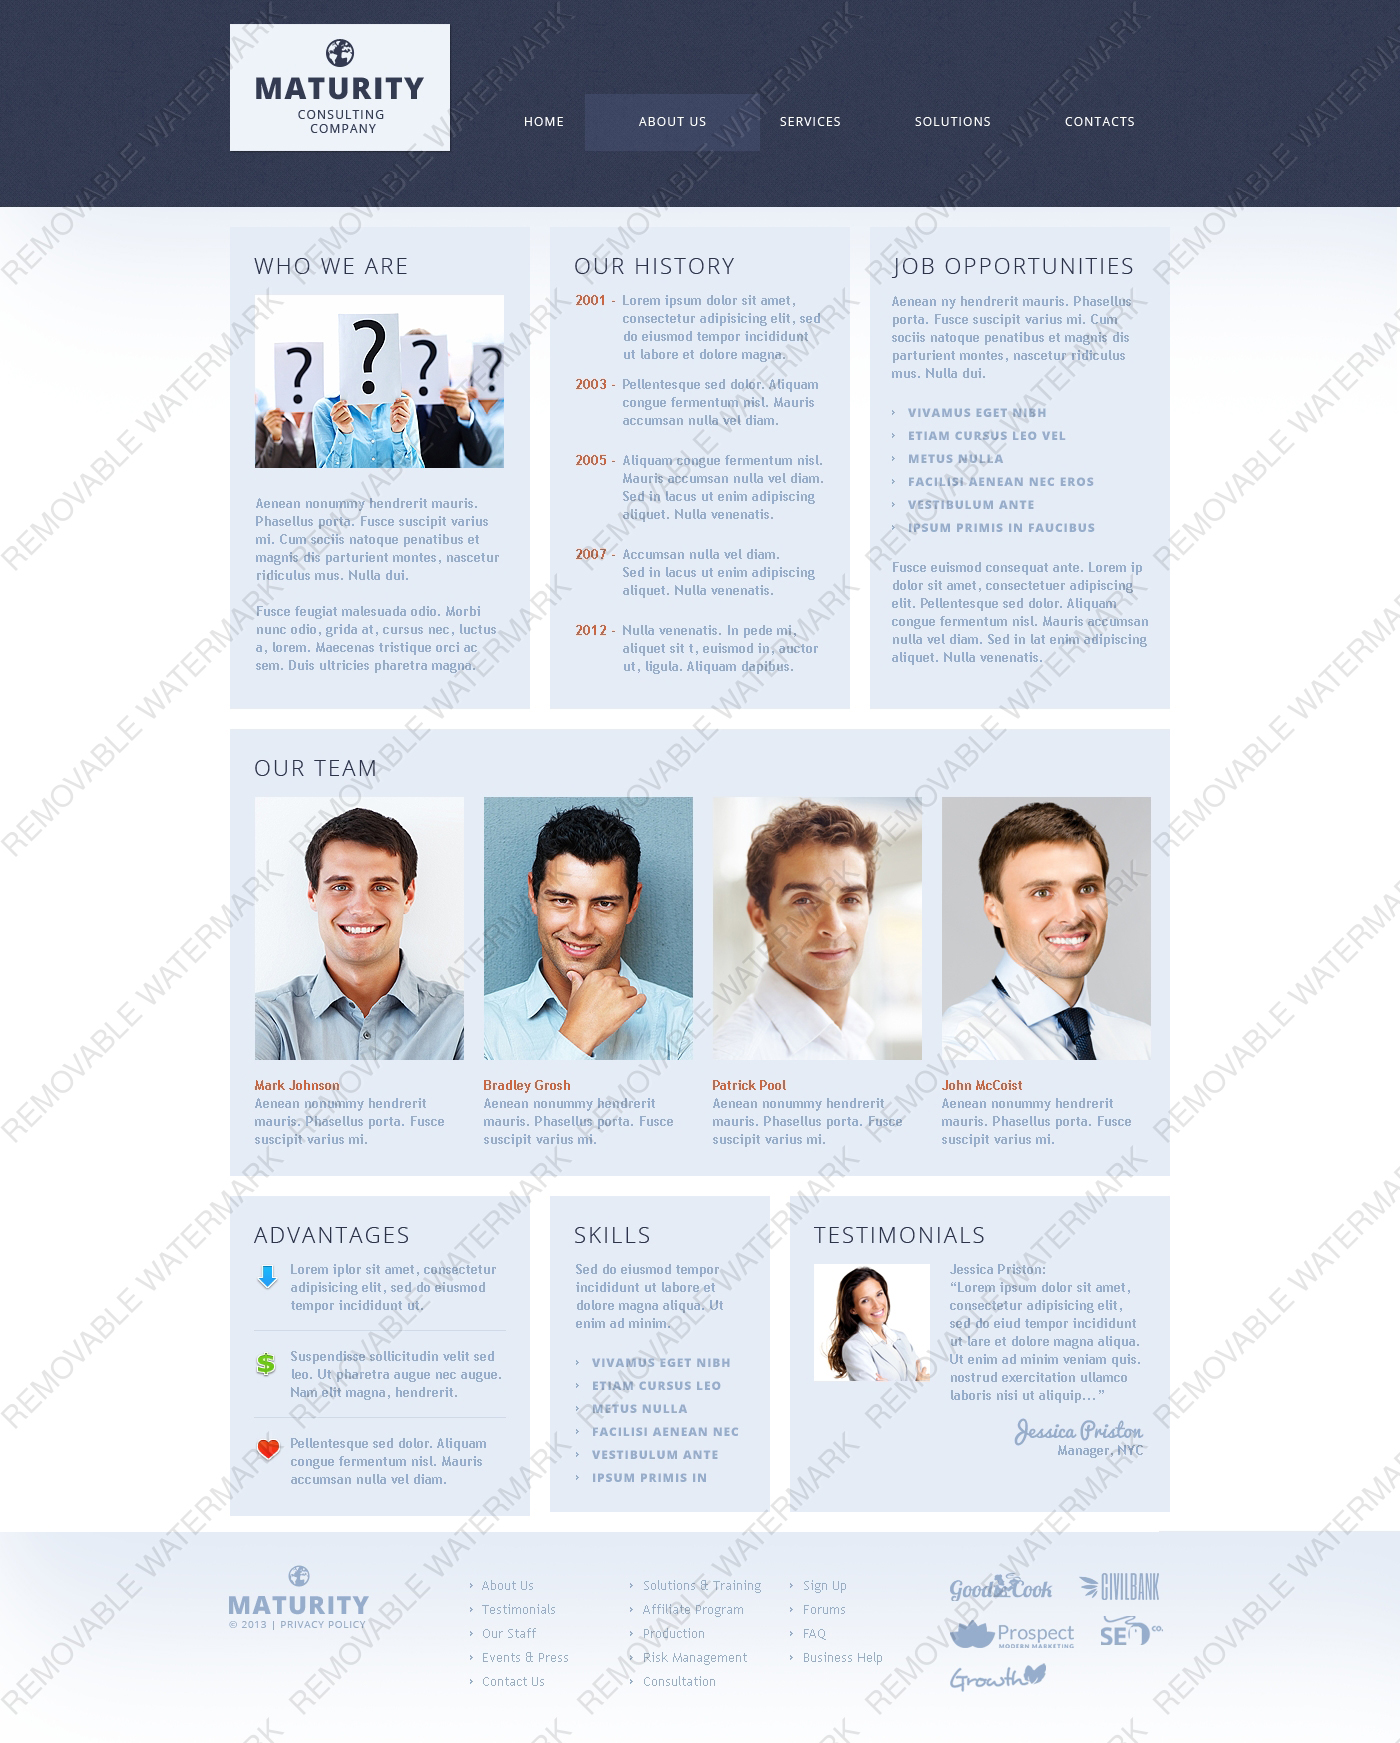 MATURITY
CONSULTING
COMPANY
HOME
ABOUT US
SERVICES
SOLUTIONS
CONTACTS
WHO WE ARE
?
?
?
?
Aenean nonummy hendrerit mauris.
Phasellus porta. Fusce suscipit varius
mi. Cum sociis natoque penatibus et
magnis dis parturient montes, nascetur
ridiculus mus. Nulla dui.
Fusce feugiat malesuada odio. Morbi
nunc odio, grida at, cursus nec, luctus
a, lorem. Maecenas tristique orci ac
sem. Duis ultricies pharetra magna.
OUR HISTORY
2001 - Lorem ipsum dolor sit amet,
consectetur adipisicing elit, sed
do eiusmod tempor incididunt
ut labore et dolore magna.
2003 - Pellentesque sed dolor. Aliquam
congue fermentum nisl. Mauris
accumsan nulla vel diam.
2005 - Aliquam congue fermentum nisl.
Mauris accumsan nulla vel diam.
Sed in lacus ut enim adipiscing
aliquet. Nulla venenatis.
2007 - Accumsan nulla vel diam.
Sed in lacus ut enim adipiscing
aliquet. Nulla venenatis.
2012 - Nulla venenatis. In pede mi,
aliquet sit t, euismod in, auctor
ut, ligula. Aliquam dapibus.
JOB OPPORTUNITIES
Aenean ny hendrerit mauris. Phasellus
porta. Fusce suscipit varius mi. Cum
sociis natoque penatibus et magnis dis
parturient montes, nascetur ridiculus
mus. Nulla dui.
VIVAMUS EGET NIBH
ETIAM CURSUS LEO VEL
METUS NULLA
FACILISI AENEAN NEC EROS
VESTIBULUM ANTE
IPSUM PRIMIS IN FAUCIBUS
Fusce euismod consequat ante. Lorem ip
dolor sit amet, consectetuer adipiscing
elit. Pellentesque sed dolor. Aliquam
congue fermentum nisl. Mauris accumsan
nulla vel diam. Sed in lat enim adipiscing
aliquet. Nulla venenatis.
OUR TEAM
Mark Johnson
Aenean nonummy hendrerit
mauris. Phasellus porta. Fusce
suscipit varius mi.
Bradley Grosh
Aenean nonummy hendrerit
mauris. Phasellus porta. Fusce
suscipit varius mi.
Patrick Pool
Aenean nonummy hendrerit
mauris. Phasellus porta. Fusce
suscipit varius mi.
John McCoist
Aenean nonummy hendrerit
mauris. Phasellus porta. Fusce
suscipit varius mi.
ADVANTAGES
Lorem iplor sit amet, consectetur
adipisicing elit, sed do eiusmod
tempor incididunt ut.
$
Suspendisse sollicitudin velit sed
leo. Ut pharetra augue nec augue.
Nam elit magna, hendrerit.
Pellentesque sed dolor. Aliquam
congue fermentum nisl. Mauris
accumsan nulla vel diam.
SKILLS
Sed do eiusmod tempor
incididunt ut labore et
dolore magna aliqua. Ut
enim ad minim.
VIVAMUS EGET NIBH
ETIAM CURSUS LEO
METUS NULLA
FACILISI AENEAN NEC
VESTIBULUM ANTE
IPSUM PRIMIS IN
TESTIMONIALS
Jessica Priston:
“Lorem ipsum dolor sit amet,
consectetur adipisicing elit,
sed do eiud tempor incididunt
ut lare et dolore magna aliqua.
Ut enim ad minim veniam quis.
nostrud exercitation ullamco
laboris nisi ut aliquip...”
Jessica Priston
Manager, NYC
MATURITY
© 2013 | PRIVACY POLICY
About Us
Testimonials
Our Staff
Events & Press
Contact Us
Solutions & Training
Affiliate Program
Production
Risk Management
Consultation
Sign Up
Forums
FAQ
Business Help
Goods Cook
CIVILBANK
Prospect
MODERN MARKETING
SEO CO.
Growth
REMOVABLE WATERMARK